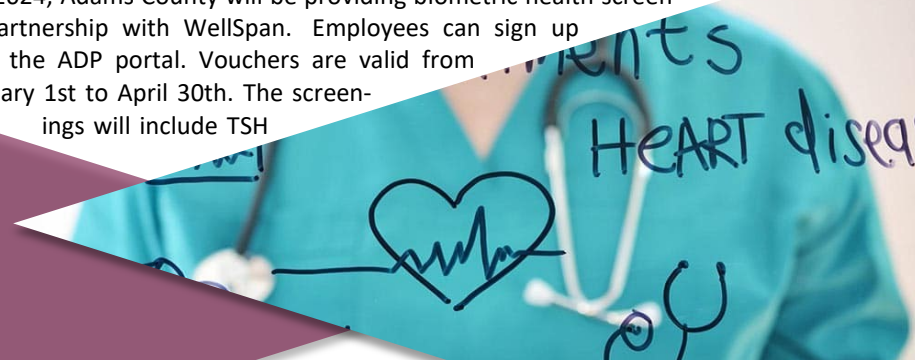 2024, Adams County will be providing biometric health screen-
artnership with WellSpan. Employees can sign up
the ADP portal. Vouchers are valid from
ary 1st to April 30th. The screen-
ings will include TSH
ents
HeART disea